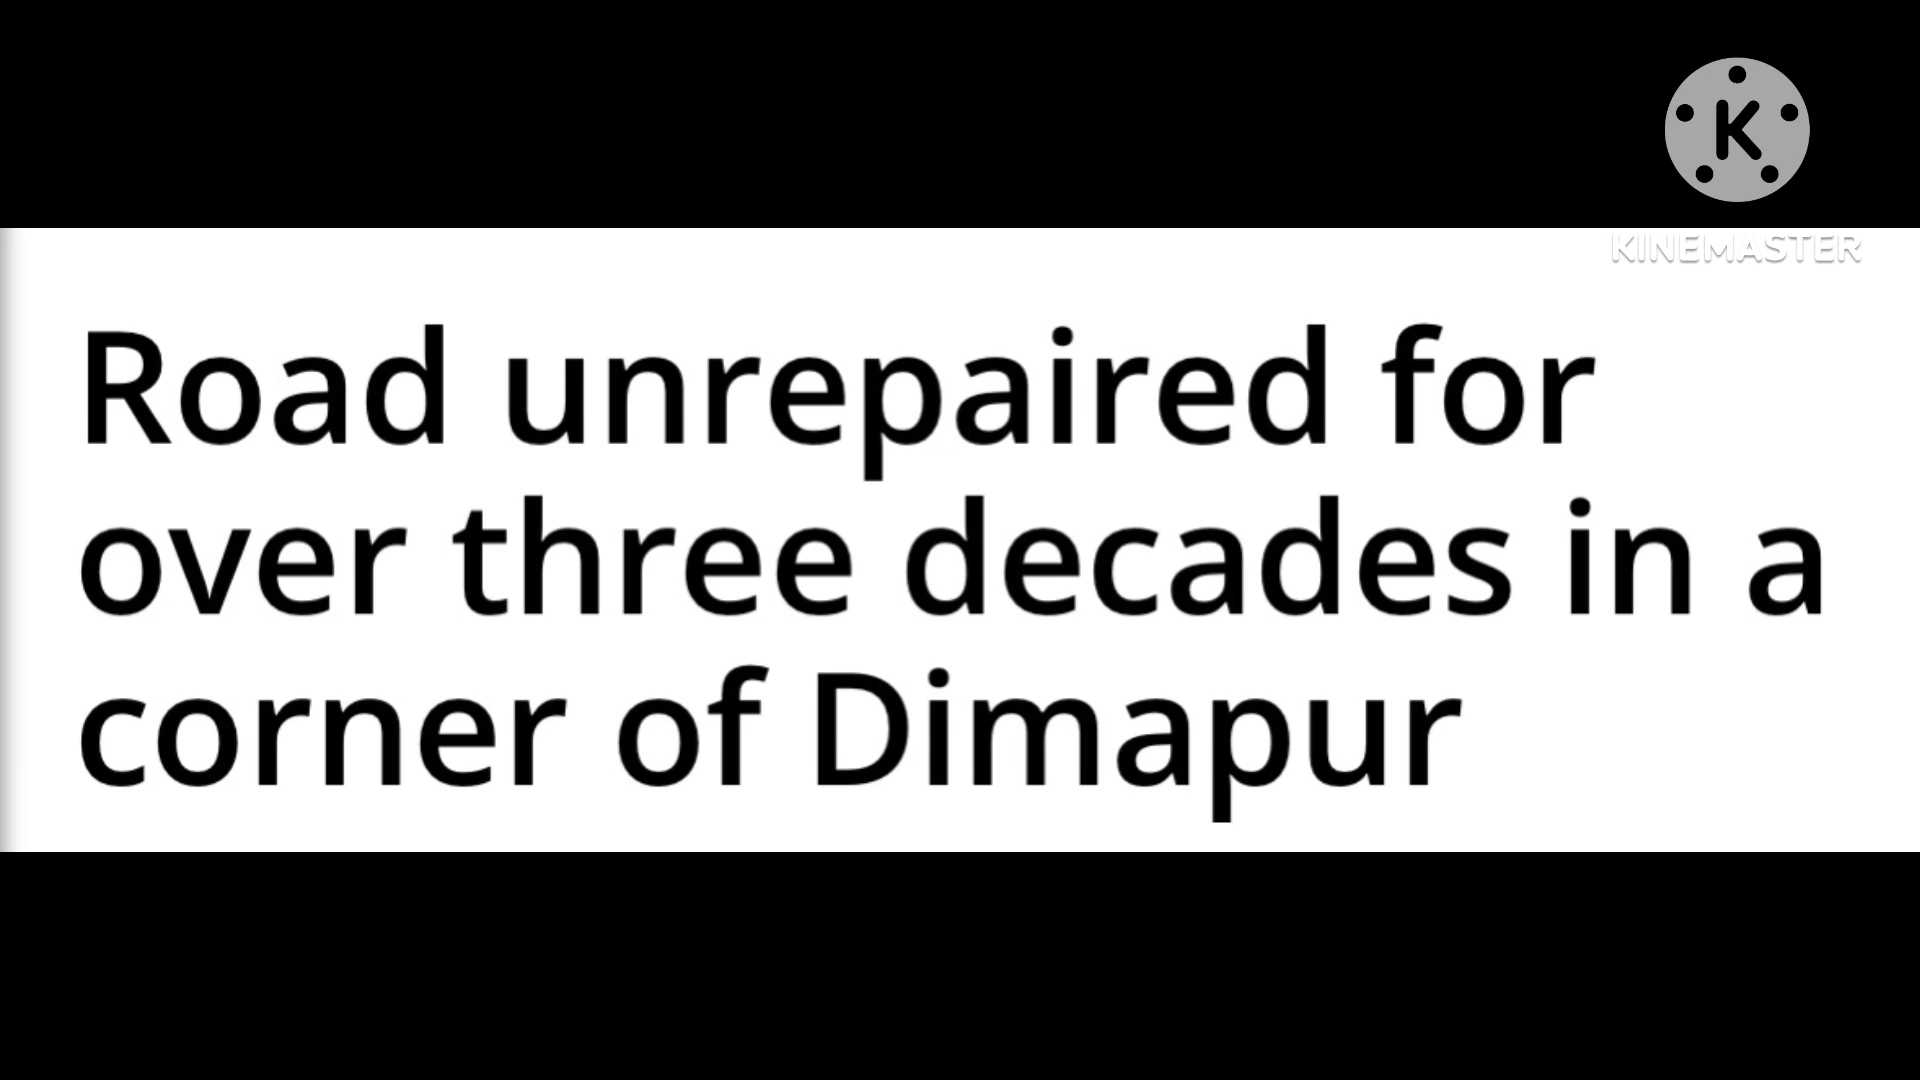 K
KINEMASTER
Road unrepaired for
over three decades in a
corner of Dimapur